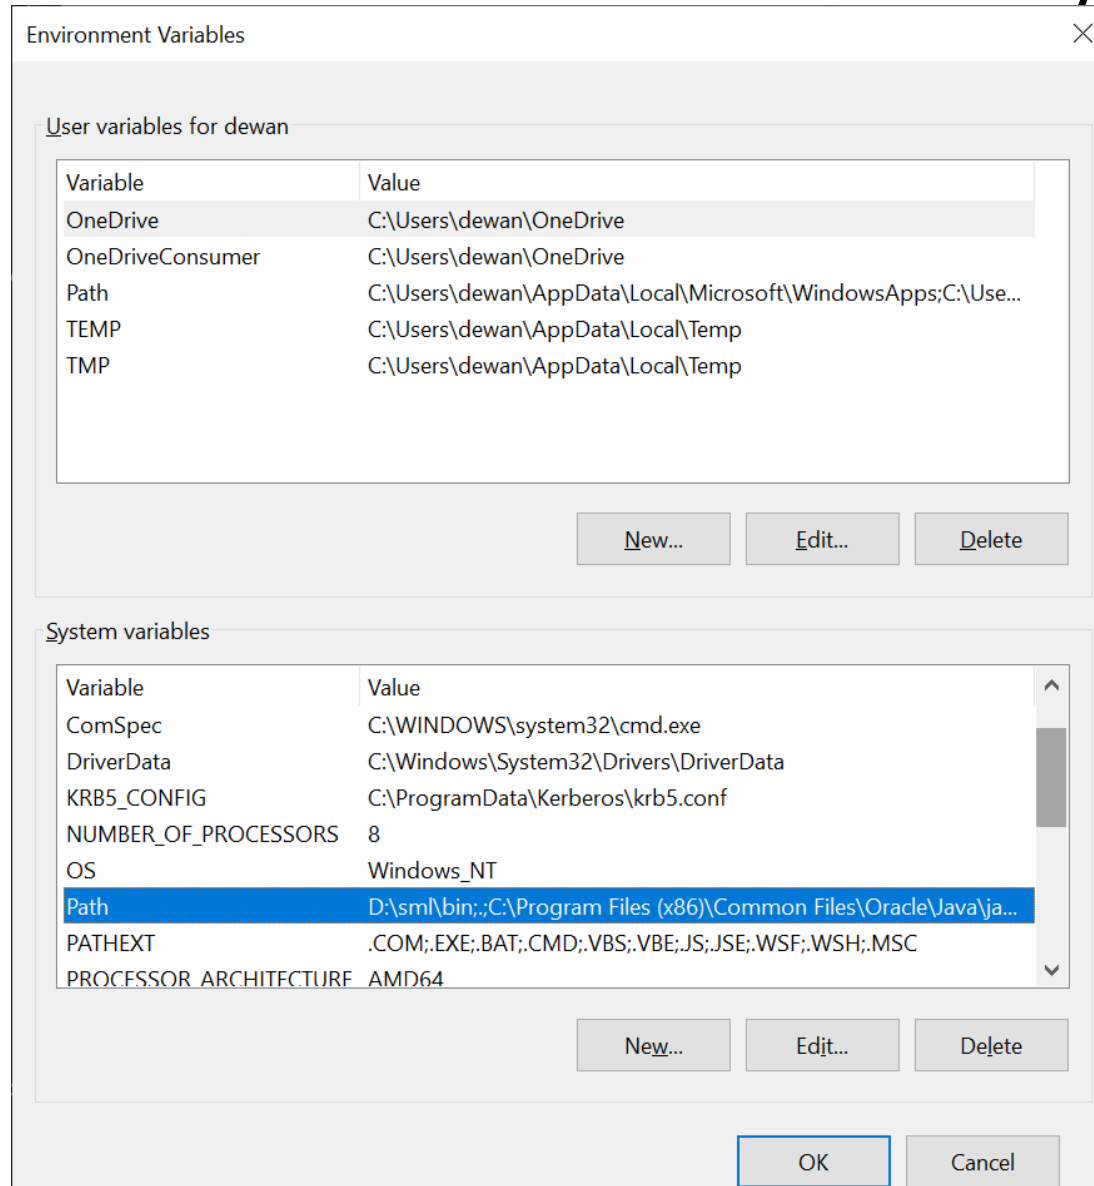 Environment Variables
User variables for dewan
Variable Value
OneDrive C:\Users\dewan\OneDrive
OneDriveConsumer C:\Users\dewan\OneDrive
Path C:\Users\dewan\AppData\Local\Microsoft\WindowsApps;C:\Use...
TEMP C:\Users\dewan\AppData\Local\Temp
TMP C:\Users\dewan\AppData\Local\Temp
New... Edit... Delete
System variables
Variable Value
ComSpec C:\WINDOWS\system32\cmd.exe
DriverData C:\Windows\System32\Drivers\DriverData
KRB5_CONFIG C:\ProgramData\Kerberos\krb5.conf
NUMBER_OF_PROCESSORS 8
OS Windows_NT
Path D:\sml\bin;.;C:\Program Files (x86)\Common Files\Oracle\Java\ja...
PATHEXT .COM;.EXE;.BAT;.CMD;.VBS;.VBE;.JS;.JSE;.WSF;.WSH;.MSC
PROCESSOR_ARCHITECTURE AMD64
New... Edit... Delete
OK Cancel